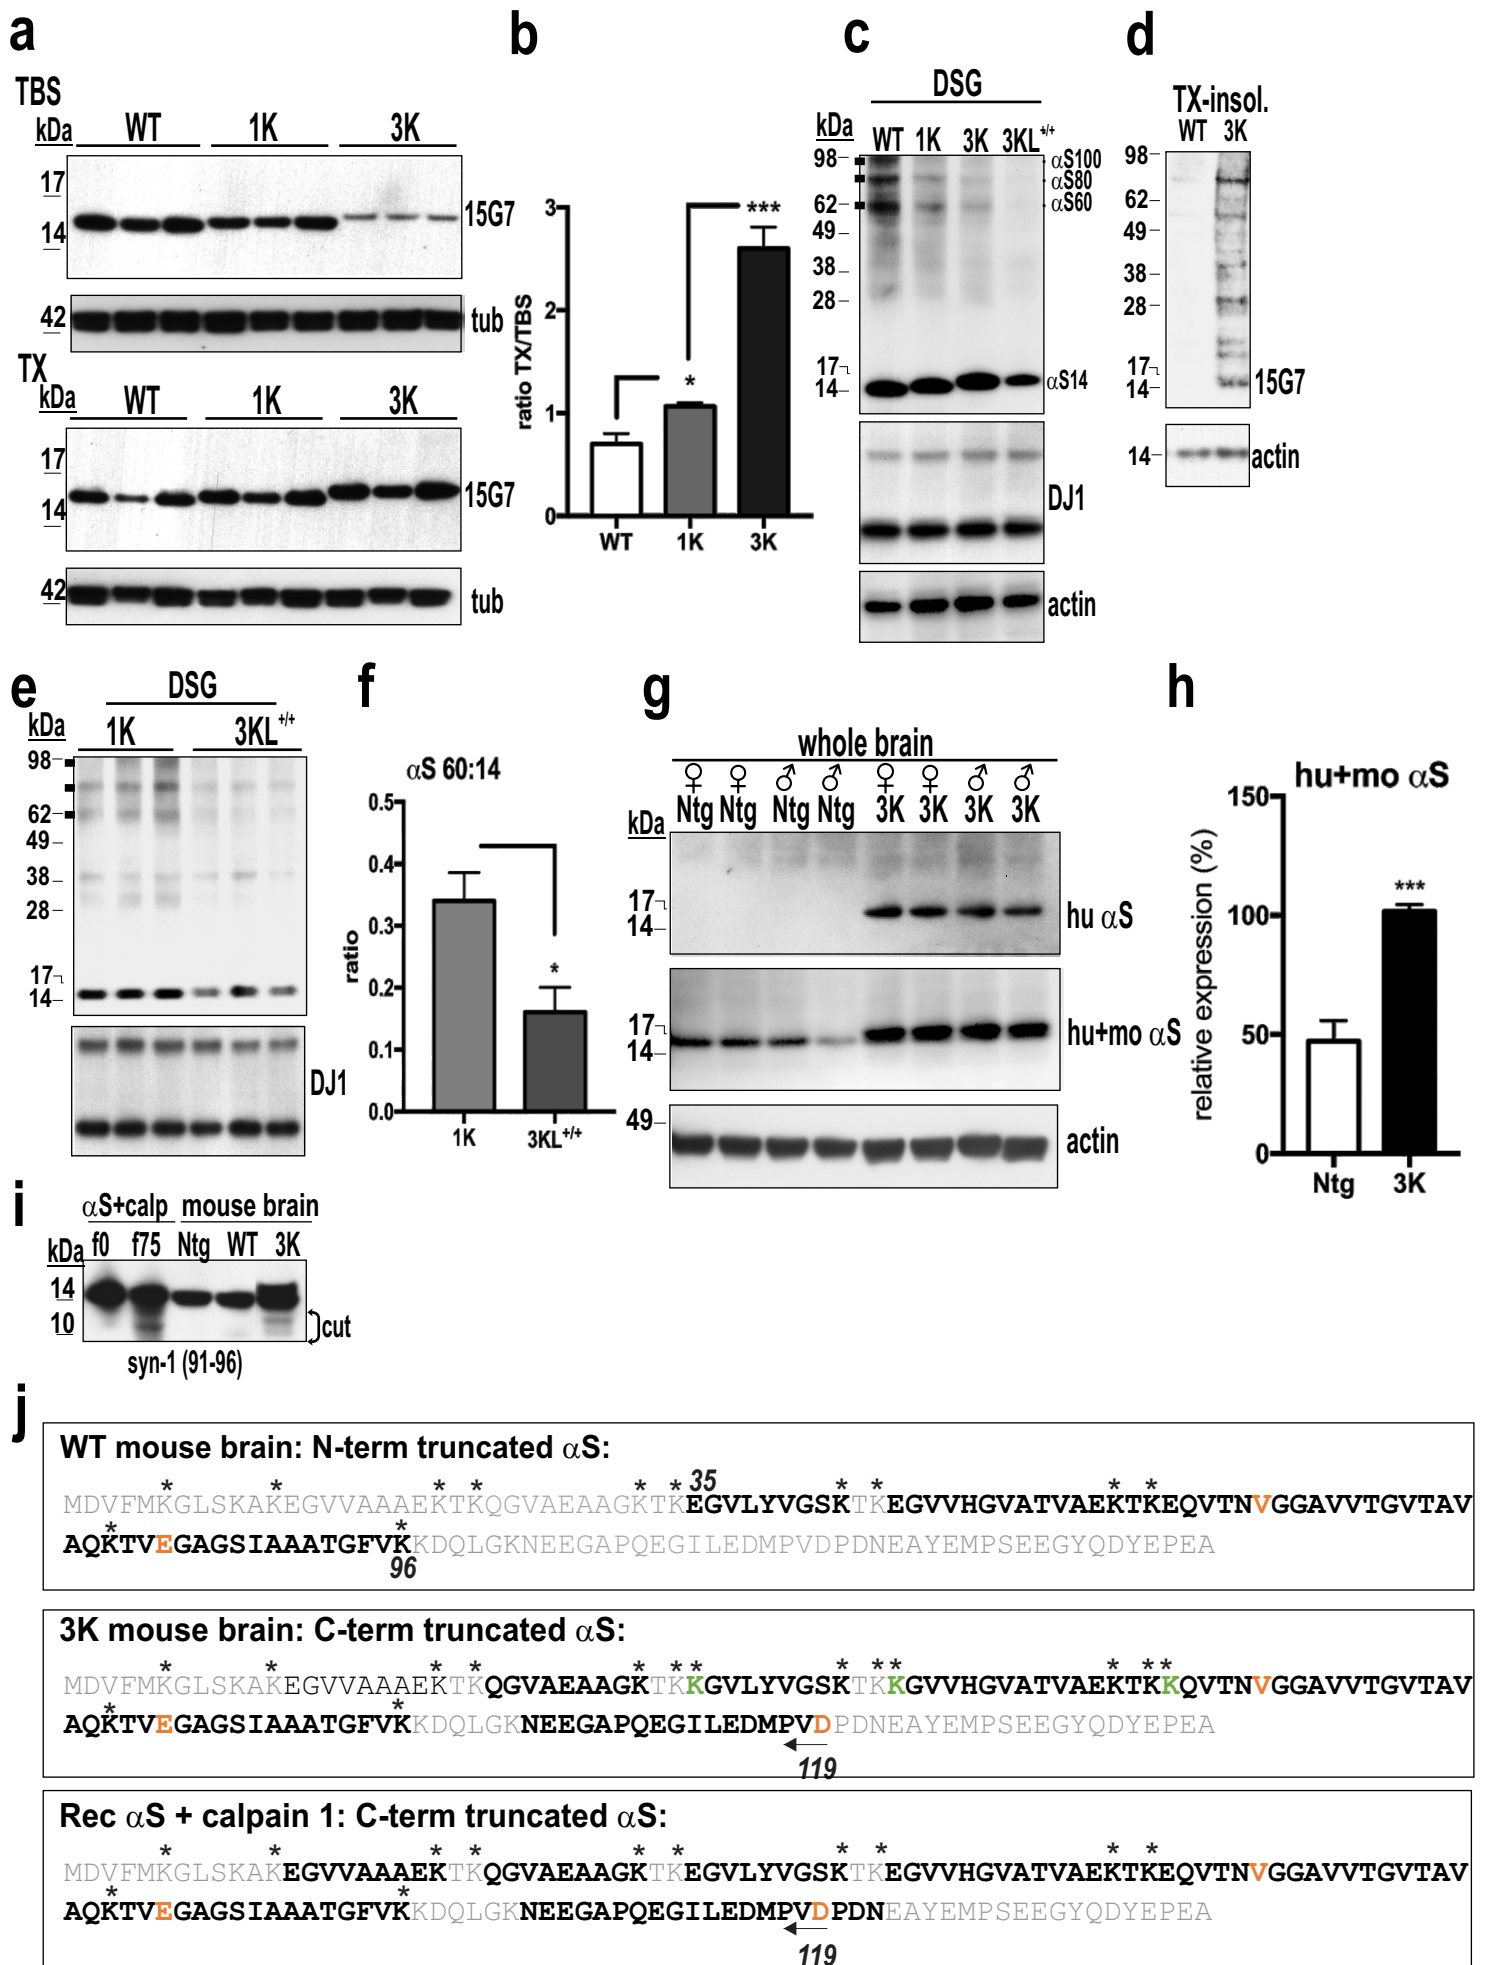 a
TBS
kDa WT 1K 3K
17
14
15G7
42
tub
TX
kDa WT 1K 3K
17
14
15G7
42
tub
b
3
2
1
0
ratio TX/TBS
*
***
WT 1K 3K
c
DSG
kDa WT 1K 3K 3KL+/+
98
62
49
38
28
17
14
αS100
αS80
αS60
αS14
DJ1
actin
d
TX-insol.
WT 3K
98
62
49
38
28
17
14
15G7
14
actin
e
DSG
kDa 1K 3KL+/+
98
62
49
38
28
17
14
DJ1
f
αS 60:14
0.5
0.4
0.3
0.2
0.1
0.0
ratio
*
1K 3KL+/+
g
whole brain
♀ ♀ ♂ ♂ ♀ ♀ ♂ ♂
Ntg Ntg Ntg Ntg 3K 3K 3K 3K
kDa
17
14
hu αS
17
14
hu+mo αS
49
actin
h
hu+mo αS
150
100
50
0
relative expression (%)
***
Ntg 3K
i
αS+calp mouse brain
kDa f0 f75 Ntg WT 3K
14
10
cut
syn-1 (91-96)
j
WT mouse brain: N-term truncated αS:
* * * * * * 35 * * * *
MDVFMKGLSKAKEGVVAAAEKTKQGVAEAAGKTKEGVLYVGSKTKEGVVHGVATVAEKTKEQVTNVGGAVVTGVTAV
* *
AQKTVEGAGSIAAATGFVKKDQLGKNEEGAPQEGILEDMPVDPDNEAYEMPSEEGYQDYEPEA
96
3K mouse brain: C-term truncated αS:
* * * * * ** * ** * **
MDVFMKGLSKAKEGVVAAAEKTKQGVAEAAGKTKKGVLYVGSKTKKGVVHGVATVAEKTKKQVTNVGGAVVTGVTAV
* *
AQKTVEGAGSIAAATGFVKKDQLGKNEEGAPQEGILEDMPVDPDNEAYEMPSEEGYQDYEPEA
119
Rec αS + calpain 1: C-term truncated αS:
* * * * * * * * * *
MDVFMKGLSKAKEGVVAAAEKTKQGVAEAAGKTKEGVLYVGSKTKEGVVHGVATVAEKTKEQVTNVGGAVVTGVTAV
* *
AQKTVEGAGSIAAATGFVKKDQLGKNEEGAPQEGILEDMPVDPDNEAYEMPSEEGYQDYEPEA
119